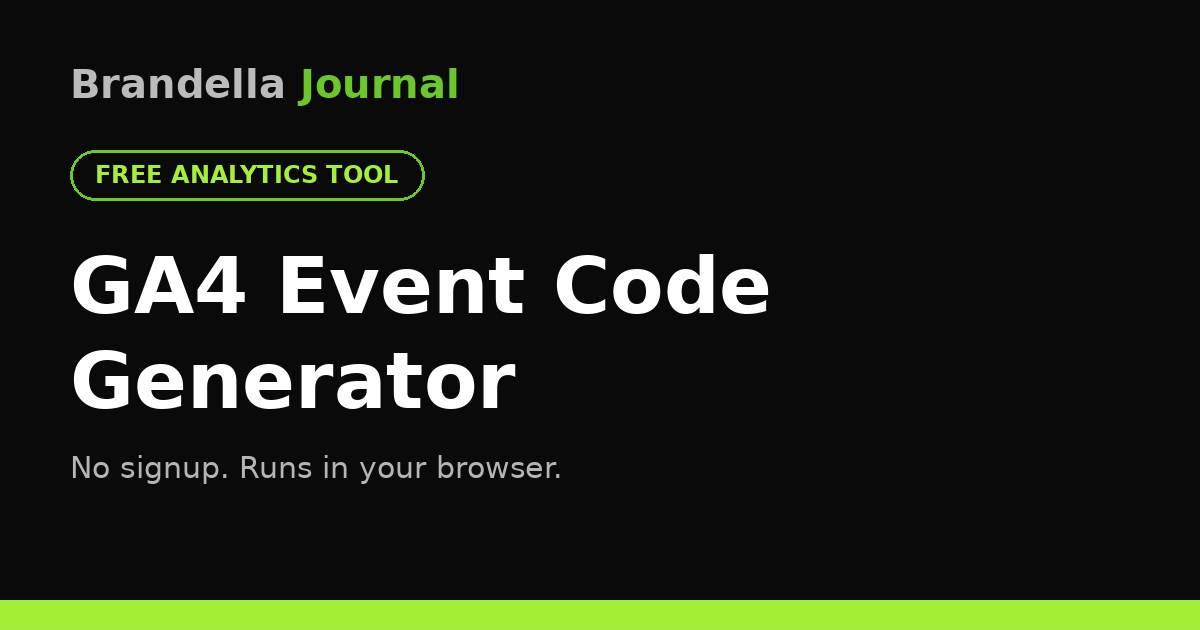 Brandella Journal
FREE ANALYTICS TOOL
GA4 Event Code
Generator
No signup. Runs in your browser.